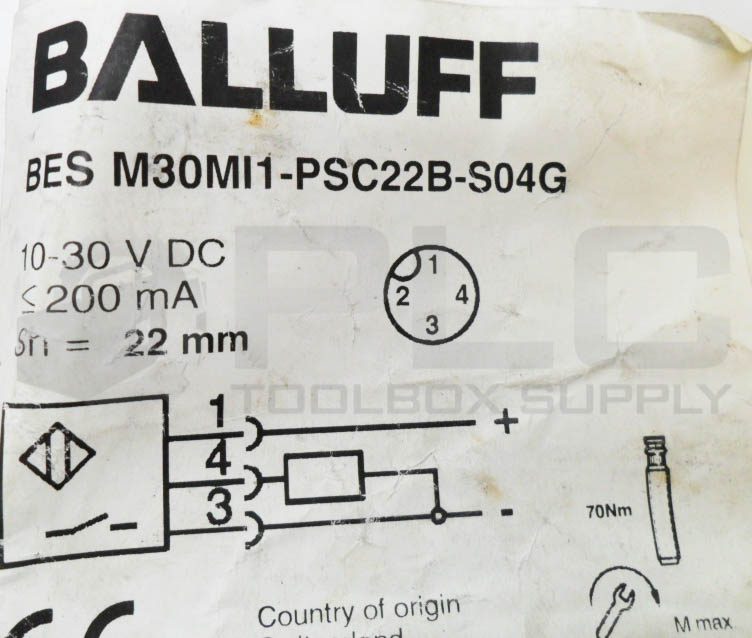 BALLUFF
BES M30MI1-PSC22B-S04G
10-30 V DC
≤200 mA
Sn = 22 mm
1
2 4
3
PLC
TOOLBOX SUPPLY
1 +
4
3 -
70Nm
Country of origin
M max
CE